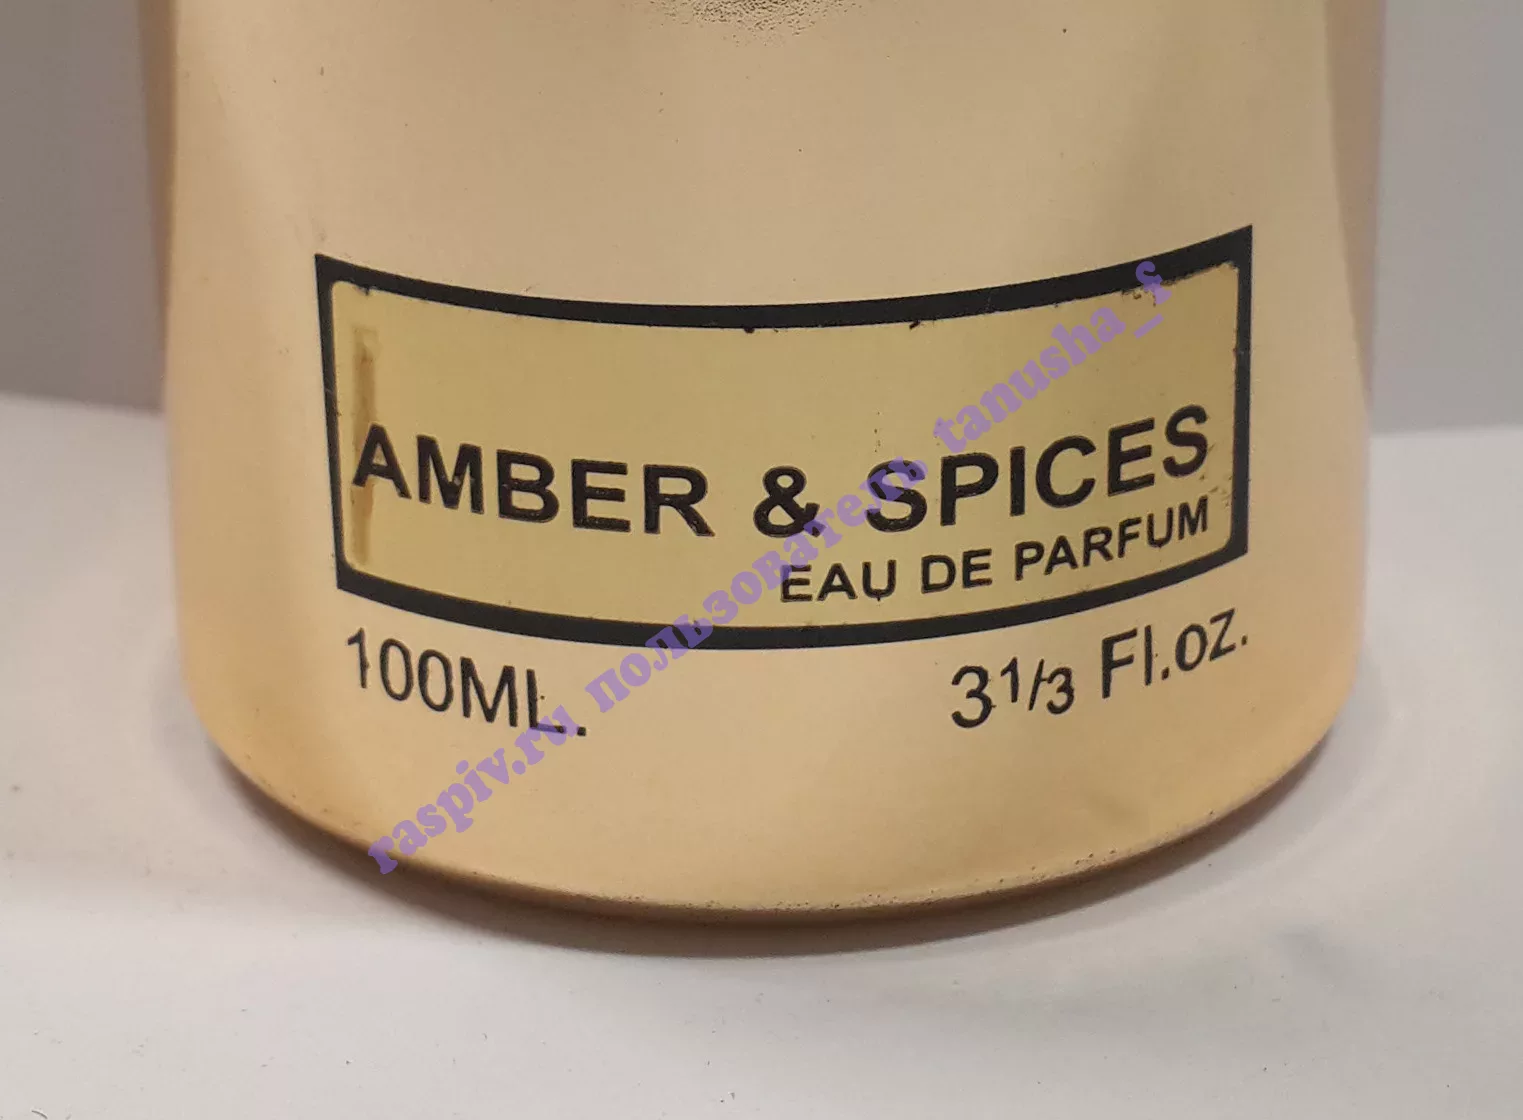 AMBER & SPICES
EAU DE PARFUM
100ML.
3 1/3 Fl.oz.
raspiv.ru пользователь tanusha_f